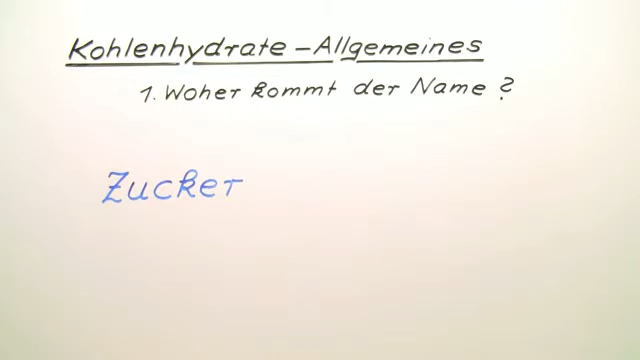 Kohlenhydrate – Allgemeines
1. Woher kommt der Name ?
Zucker